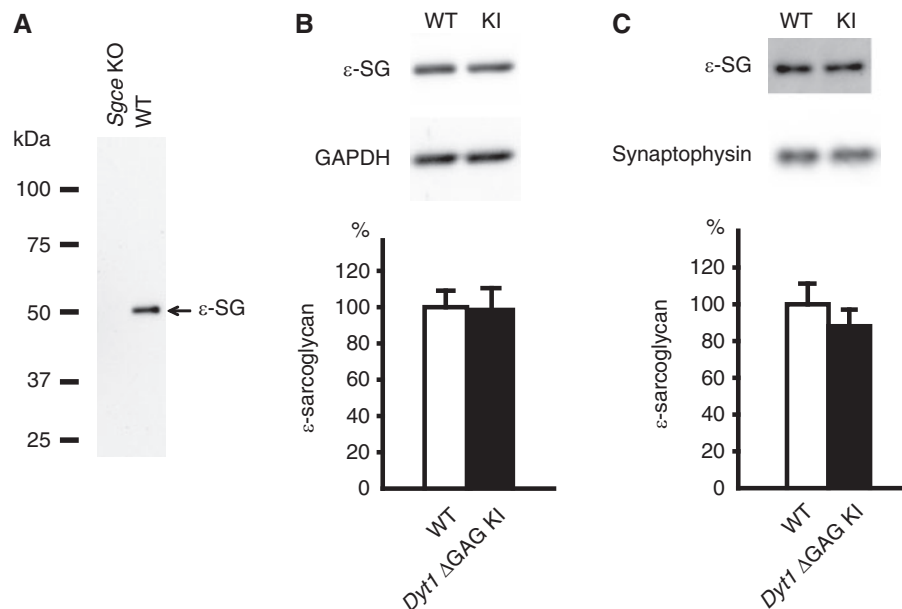 A
Sgce KO
WT
kDa
100
75
50
37
25
ε-SG
B
WT KI
ε-SG
GAPDH
%
120
100
80
60
40
20
0
ε-sarcoglycan
WT
Dyt1 ΔGAG KI
C
WT KI
ε-SG
Synaptophysin
%
120
100
80
60
40
20
0
ε-sarcoglycan
WT
Dyt1 ΔGAG KI